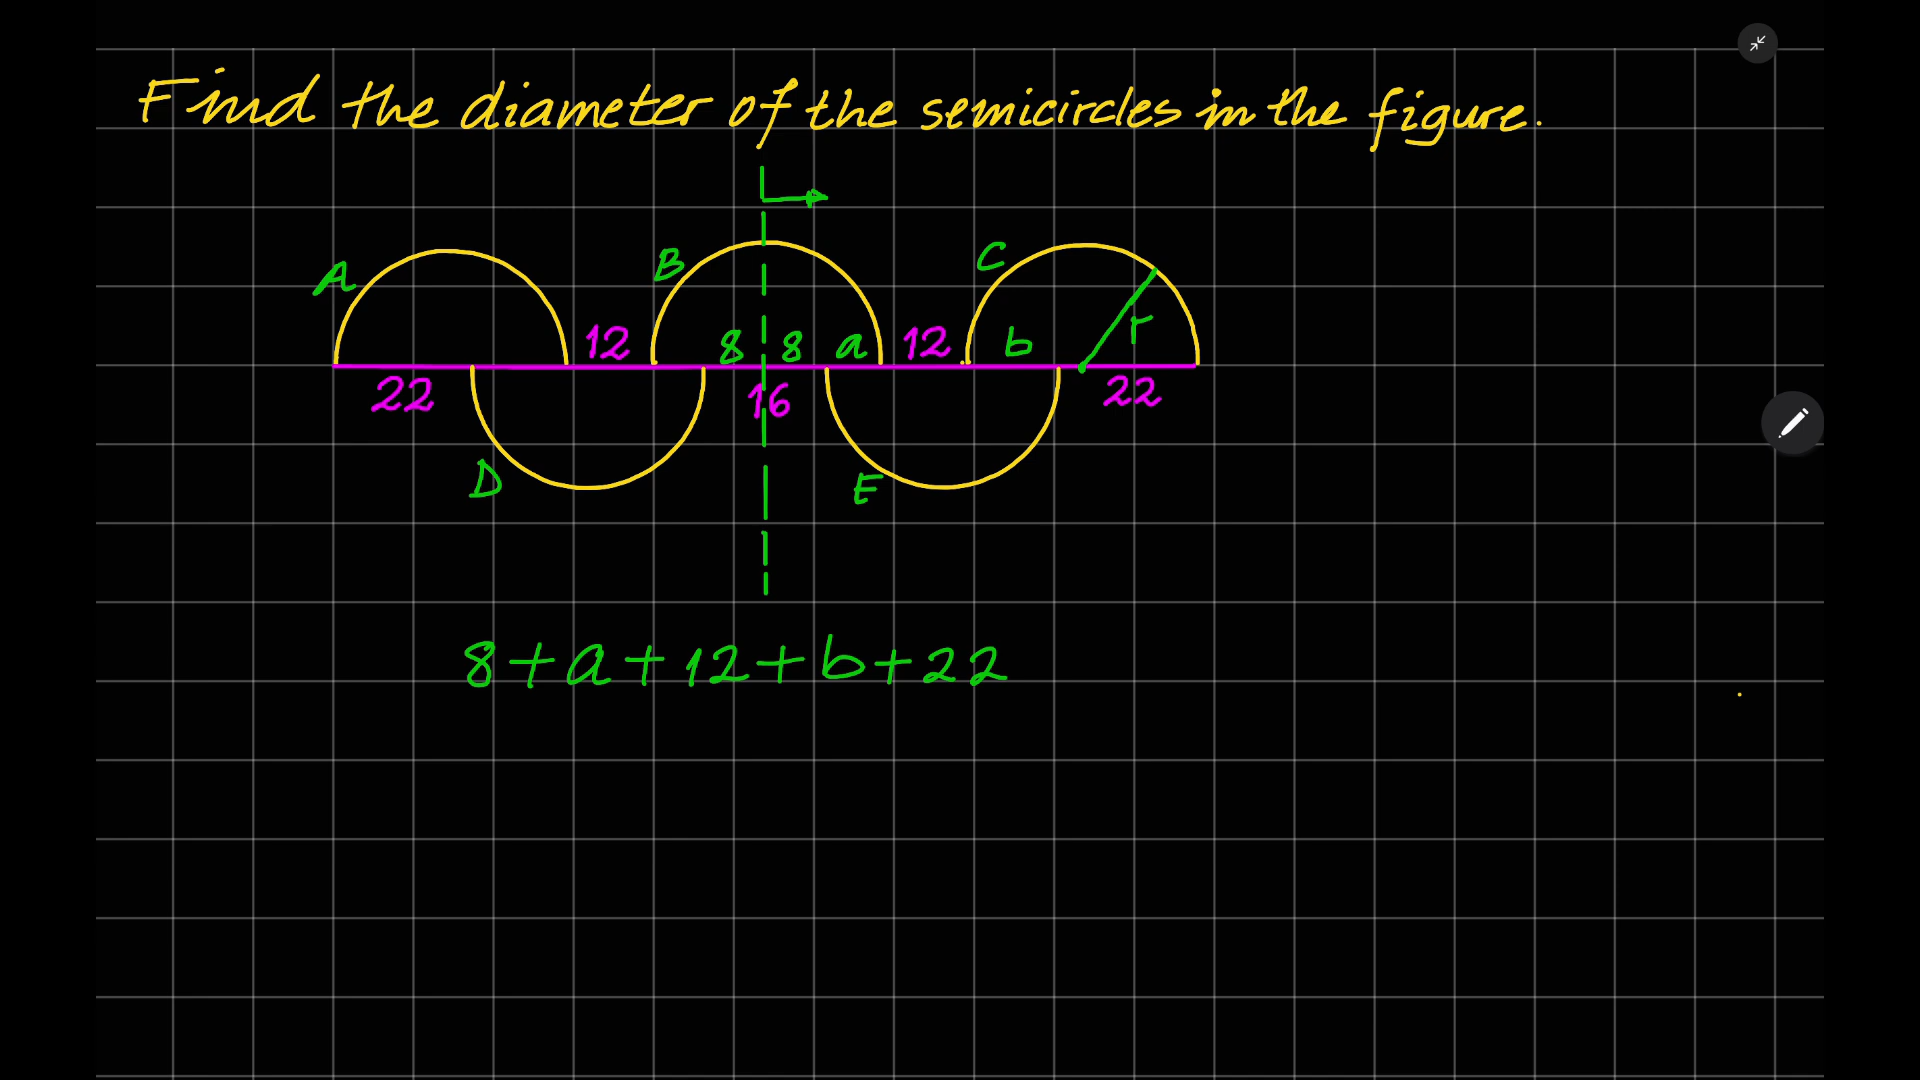 Find the diameter of the semicircles in the figure.
A B C
12 8 8 a 12 b r
22 16 22
D E
8+a+12+b+22